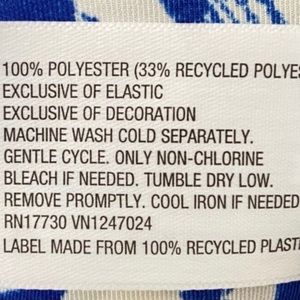 100% POLYESTER (33% RECYCLED POLYES
EXCLUSIVE OF ELASTIC
EXCLUSIVE OF DECORATION
MACHINE WASH COLD SEPARATELY.
GENTLE CYCLE. ONLY NON-CHLORINE
BLEACH IF NEEDED. TUMBLE DRY LOW.
REMOVE PROMPTLY. COOL IRON IF NEEDED
RN17730 VN1247024
LABEL MADE FROM 100% RECYCLED PLASTI